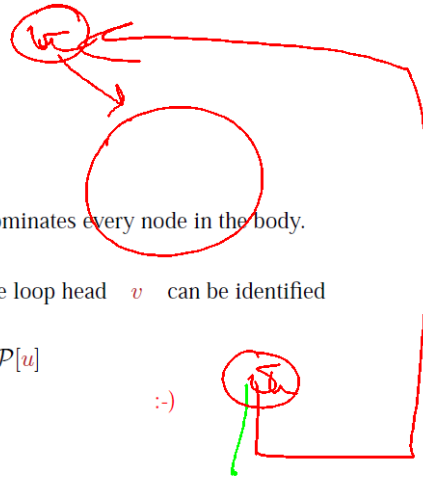 ominates every node in the body.
e loop head v can be identified
𝒫[u]
:-)